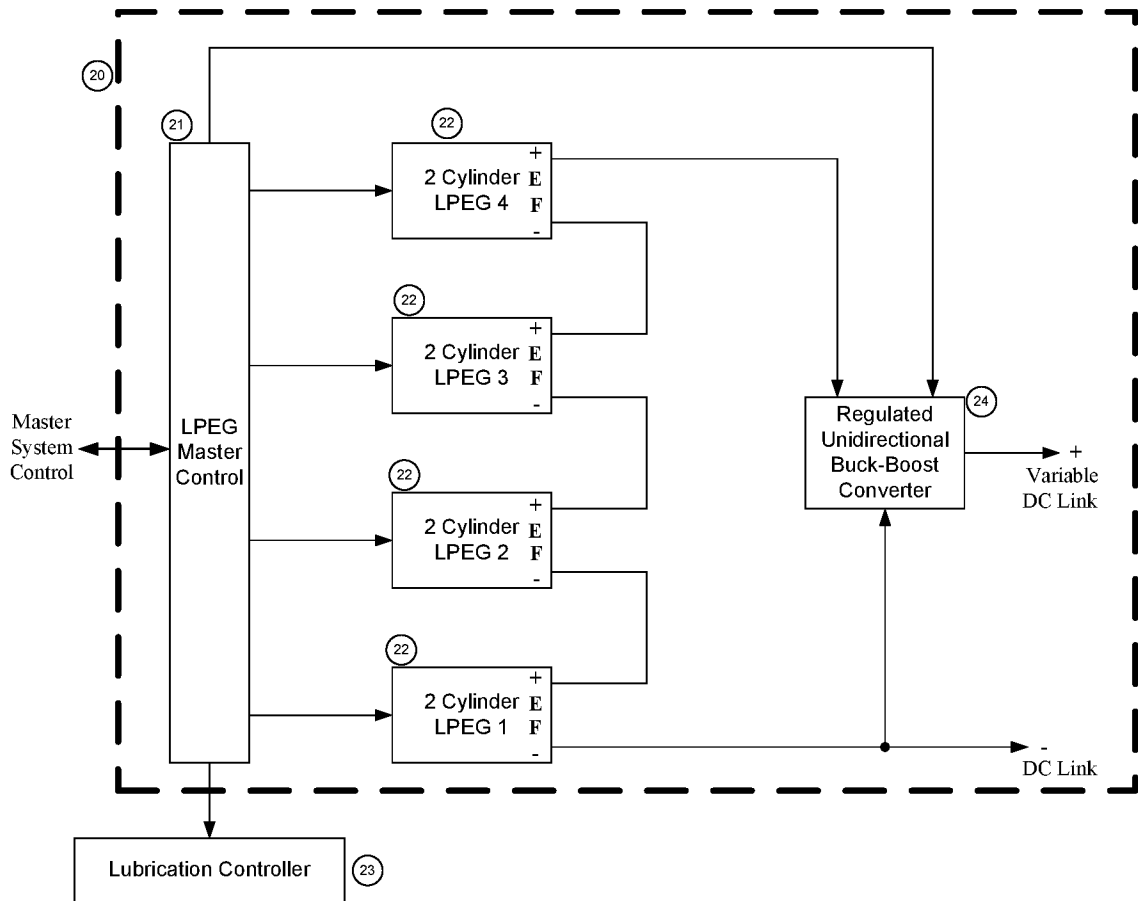 20
21
22
2 Cylinder
LPEG 4
+
E
F
-
22
2 Cylinder
LPEG 3
+
E
F
-
Master
System
Control
LPEG
Master
Control
24
Regulated
Unidirectional
Buck-Boost
Converter
+
Variable
DC Link
22
2 Cylinder
LPEG 2
+
E
F
-
22
2 Cylinder
LPEG 1
+
E
F
-
-
DC Link
Lubrication Controller
23